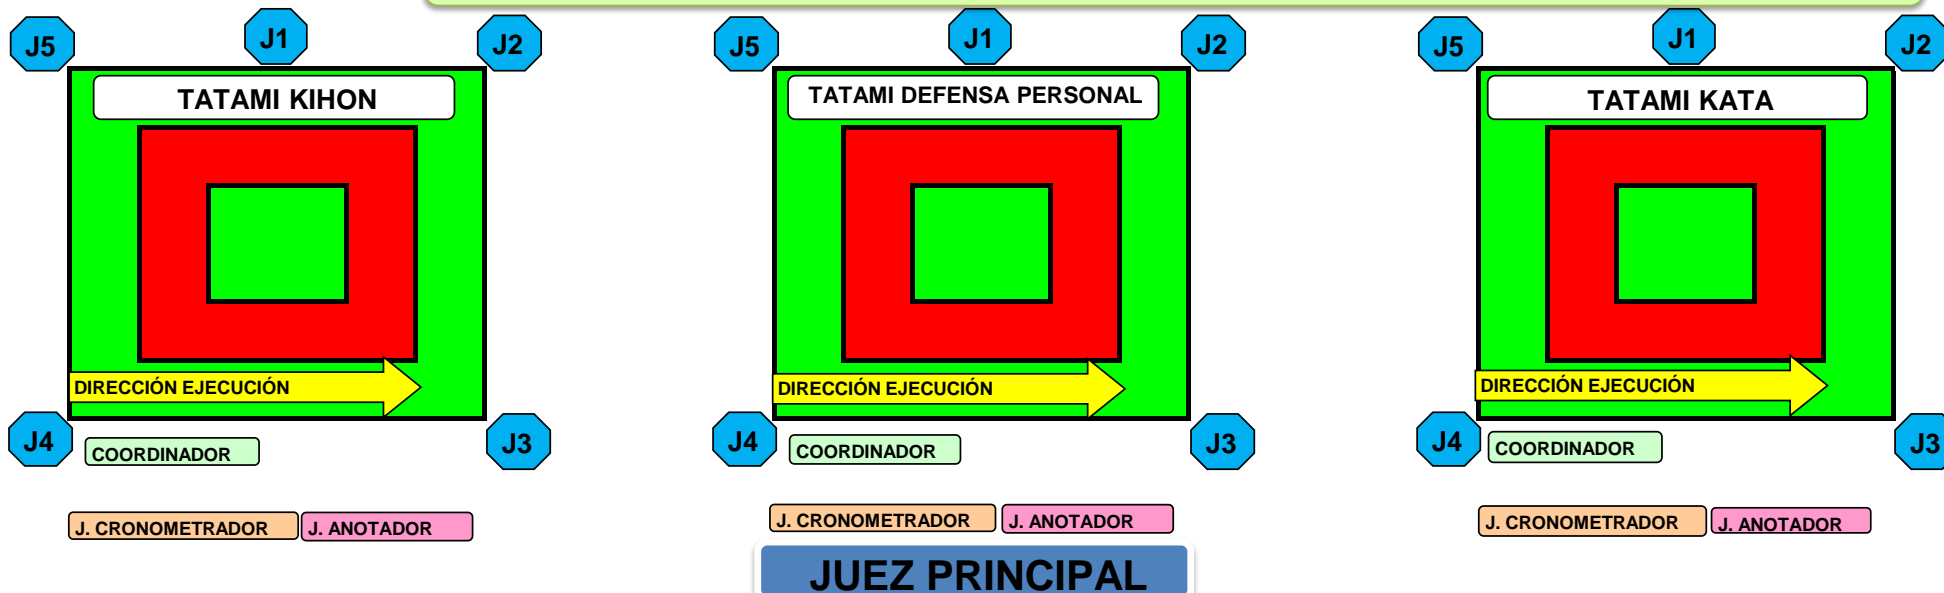 J5
J1
J2
TATAMI KIHON
DIRECCIÓN EJECUCIÓN
J4
J3
COORDINADOR
J. CRONOMETRADOR
J. ANOTADOR
J5
J1
J2
TATAMI DEFENSA PERSONAL
DIRECCIÓN EJECUCIÓN
J4
J3
COORDINADOR
J. CRONOMETRADOR
J. ANOTADOR
JUEZ PRINCIPAL
J5
J1
J2
TATAMI KATA
DIRECCIÓN EJECUCIÓN
J4
J3
COORDINADOR
J. CRONOMETRADOR
J. ANOTADOR